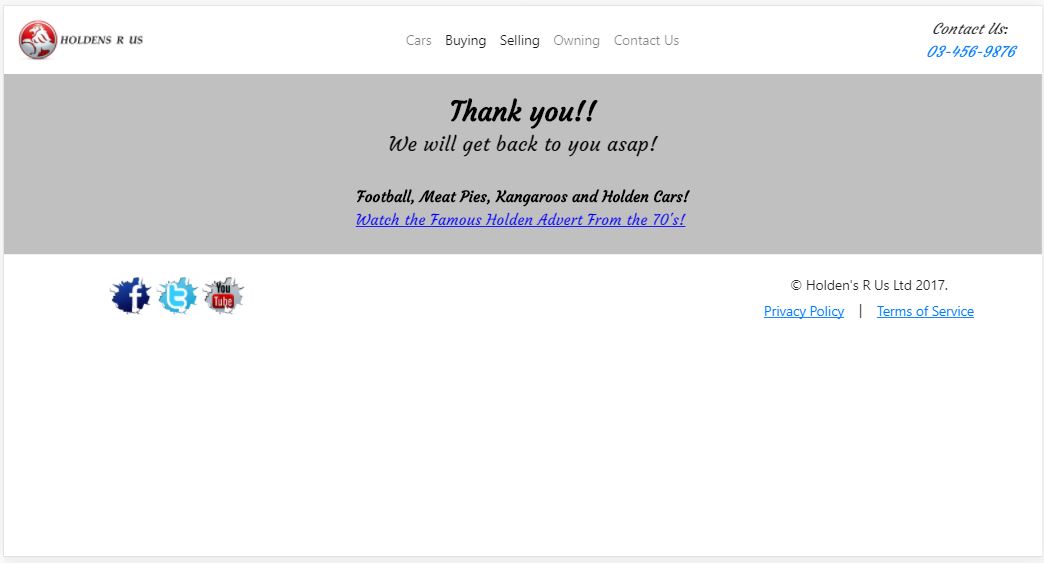 HOLDENS R US
Cars Buying Selling Owning Contact Us
Contact Us:
03-456-9876
Thank you!!
We will get back to you asap!
Football, Meat Pies, Kangaroos and Holden Cars!
Watch the Famous Holden Advert From the 70's!
You
Tube
© Holden's R Us Ltd 2017.
Privacy Policy | Terms of Service